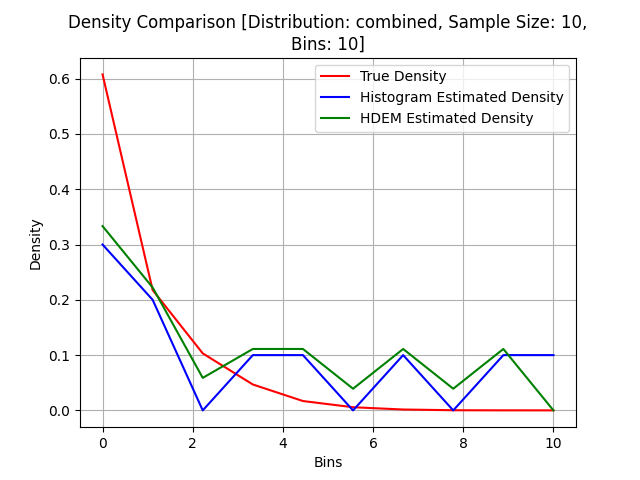 Density Comparison [Distribution: combined, Sample Size: 10,
Bins: 10]
True Density
Histogram Estimated Density
HDEM Estimated Density
Density
0.6
0.5
0.4
0.3
0.2
0.1
0.0
0 2 4 6 8 10
Bins